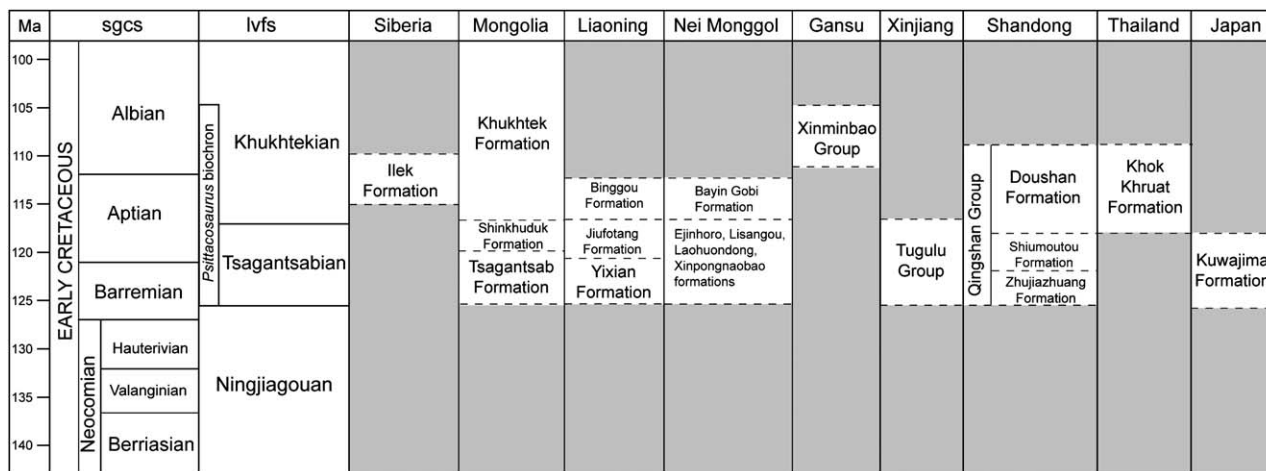 Ma
sgcs
lvfs
Siberia
Mongolia
Liaoning
Nei Monggol
Gansu
Xinjiang
Shandong
Thailand
Japan
100
105
110
115
120
125
130
135
140
EARLY CRETACEOUS
Albian
Aptian
Barremian
Neocomian
Hauterivian
Valanginian
Berriasian
Psittacosaurus biochron
Khukhtekian
Tsagantsabian
Ningjiagouan
Ilek
Formation
Khukhtek
Formation
Shinkhuduk
Formation
Tsagantsab
Formation
Binggou
Formation
Jiufotang
Formation
Yixian
Formation
Bayin Gobi
Formation
Ejinhoro, Lisangou,
Laohuondong,
Xinpongnaobao
formations
Xinminbao
Group
Tugulu
Group
Qingshan Group
Doushan
Formation
Shiumoutou
Formation
Zhujiazhuang
Formation
Khok
Khruat
Formation
Kuwajima
Formation